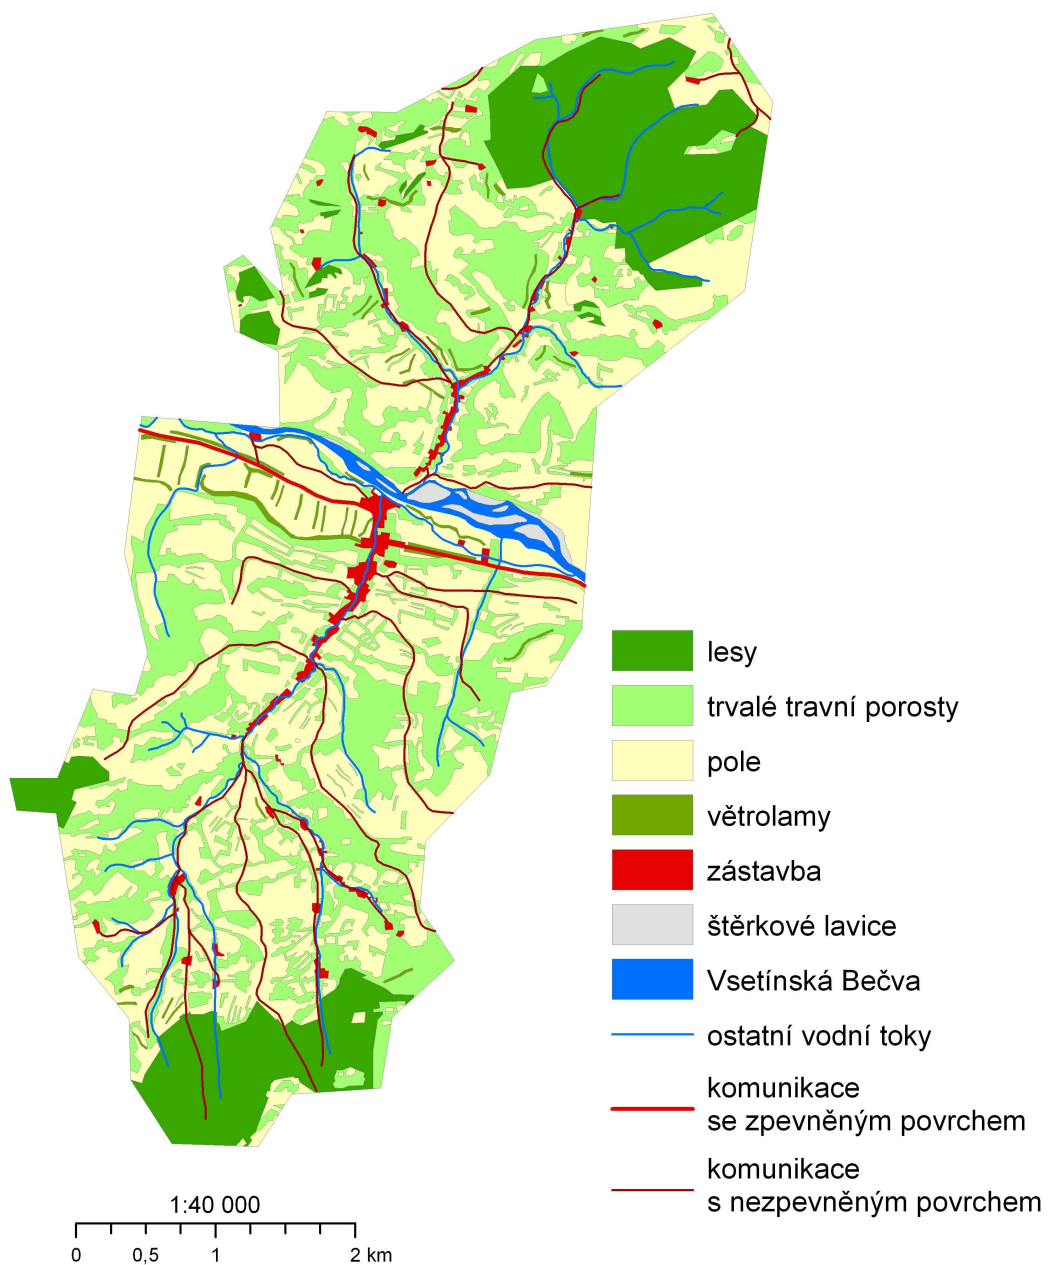 lesy
trvalé travní porosty
pole
větrolamy
zástavba
štěrkové lavice
Vsetínská Bečva
ostatní vodní toky
komunikace
se zpevněným povrchem
komunikace
s nezpevněným povrchem
1:40 000
0 0,5 1 2 km